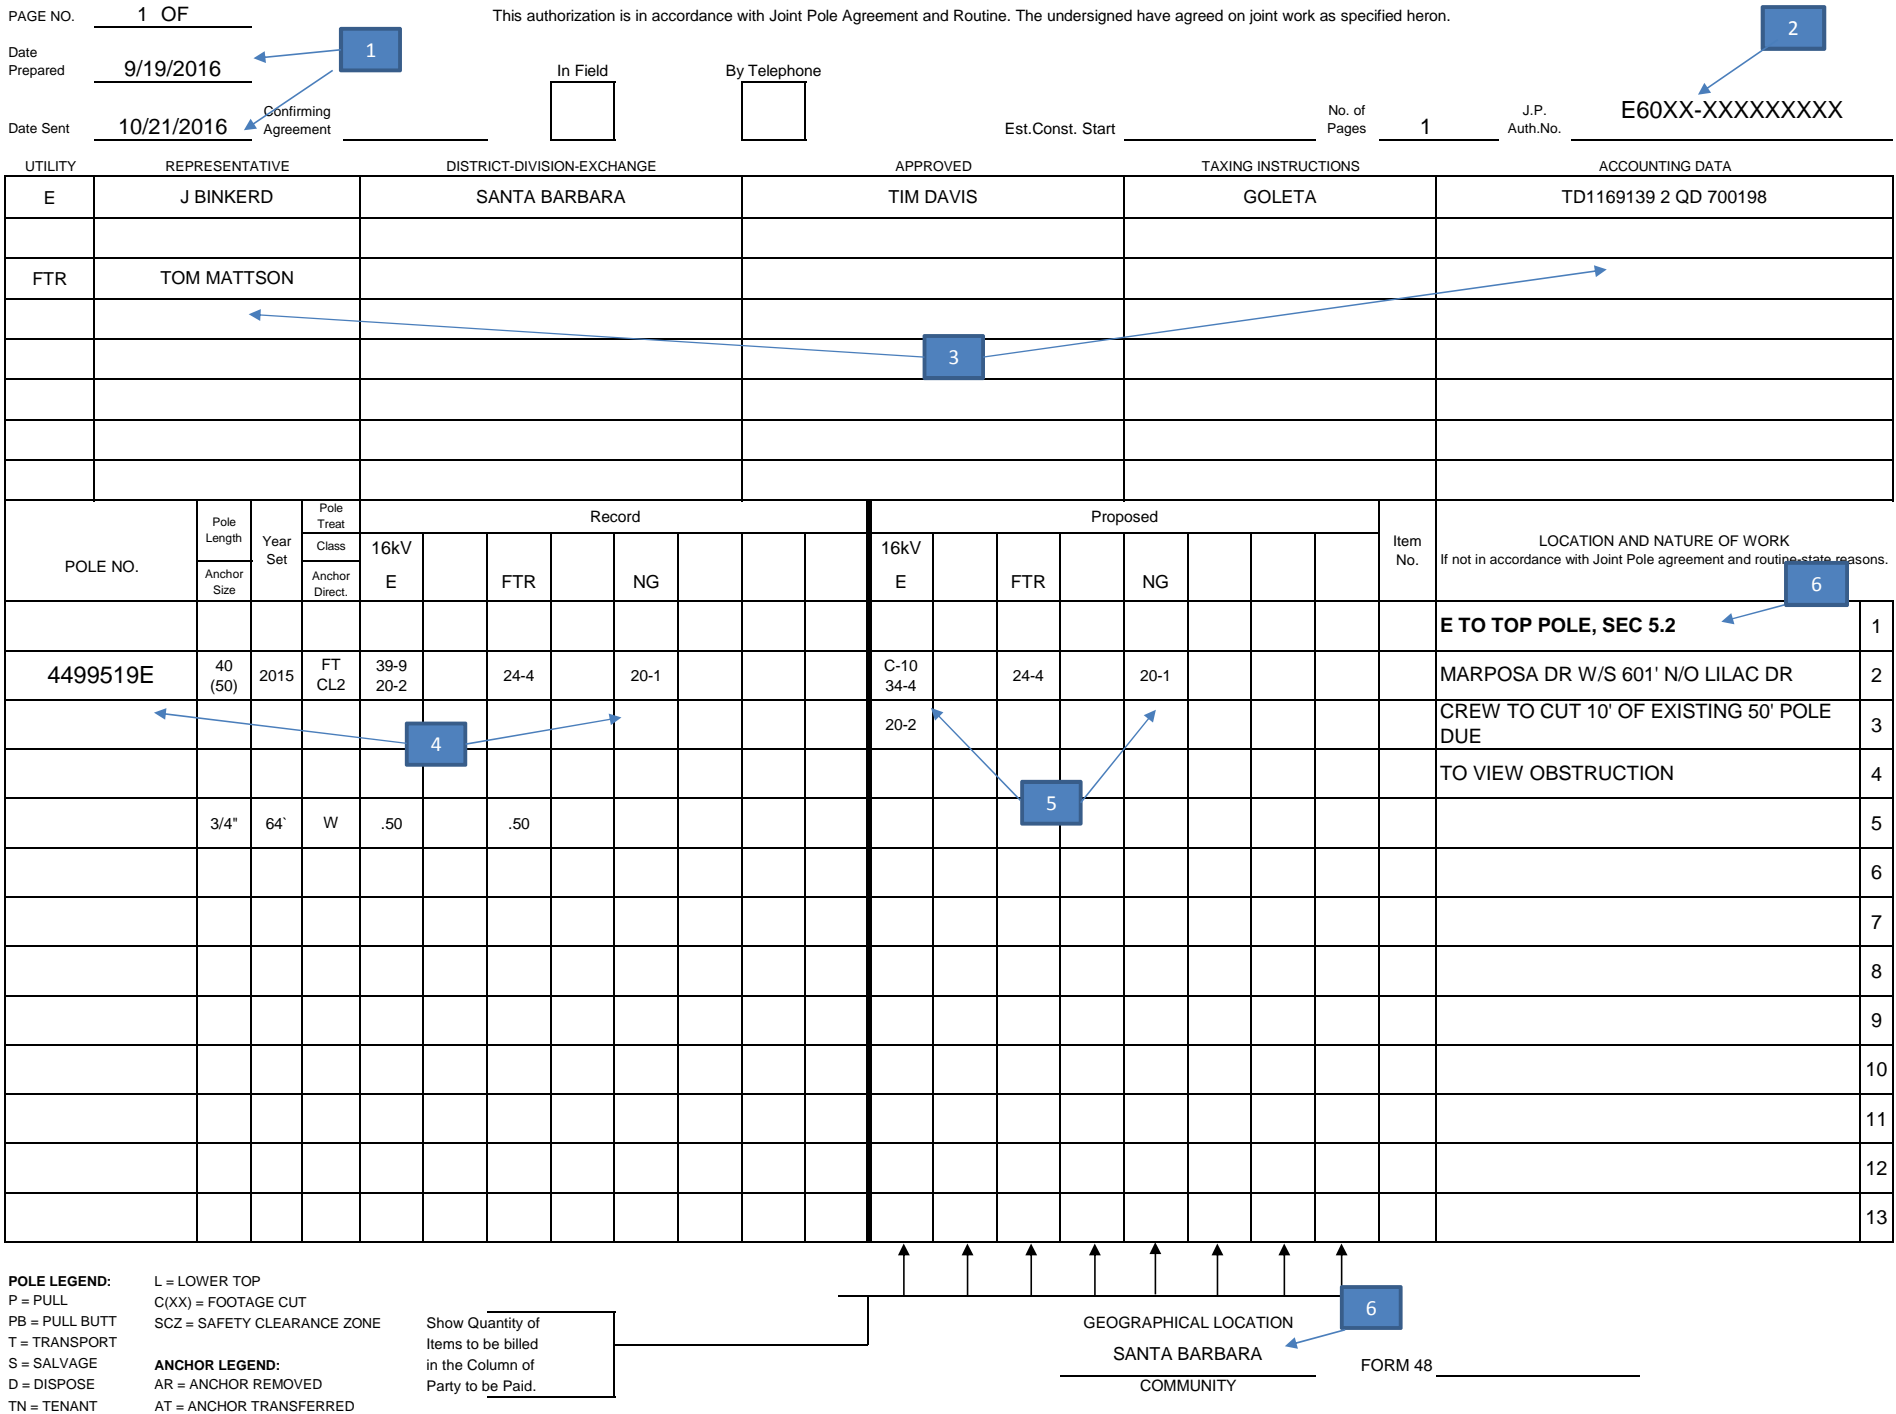 PAGE NO. 1 OF
This authorization is in accordance with Joint Pole Agreement and Routine. The undersigned have agreed on joint work as specified heron.
1
2
Date
Prepared 9/19/2016
In Field By Telephone
Date Sent 10/21/2016
Confirming
Agreement
Est.Const. Start
No. of
Pages 1
J.P.
Auth.No. E60XX-XXXXXXXXX
UTILITY REPRESENTATIVE DISTRICT-DIVISION-EXCHANGE APPROVED TAXING INSTRUCTIONS ACCOUNTING DATA
E J BINKERD SANTA BARBARA TIM DAVIS GOLETA TD1169139 2 QD 700198
FTR TOM MATTSON
3
POLE NO.
Pole
Length
Anchor
Size
Year
Set
Pole
Treat
Class
Anchor
Direct.
Record
16kV
E FTR NG
Proposed
16kV
E FTR NG
Item
No.
LOCATION AND NATURE OF WORK
If not in accordance with Joint Pole agreement and routine-state reasons.
6
E TO TOP POLE, SEC 5.2 1
4499519E
40
(50)
2015
FT
CL2
39-9
20-2
24-4 20-1
C-10
34-4
24-4 20-1
MARPOSA DR W/S 601' N/O LILAC DR 2
20-2
CREW TO CUT 10' OF EXISTING 50' POLE
DUE
3
4
TO VIEW OBSTRUCTION 4
5
3/4" 64` W .50 .50 5
6
7
8
9
10
11
12
13
POLE LEGEND:
P = PULL
PB = PULL BUTT
T = TRANSPORT
S = SALVAGE
D = DISPOSE
TN = TENANT
L = LOWER TOP
C(XX) = FOOTAGE CUT
SCZ = SAFETY CLEARANCE ZONE
ANCHOR LEGEND:
AR = ANCHOR REMOVED
AT = ANCHOR TRANSFERRED
Show Quantity of
Items to be billed
in the Column of
Party to be Paid.
6
GEOGRAPHICAL LOCATION
SANTA BARBARA
COMMUNITY
FORM 48